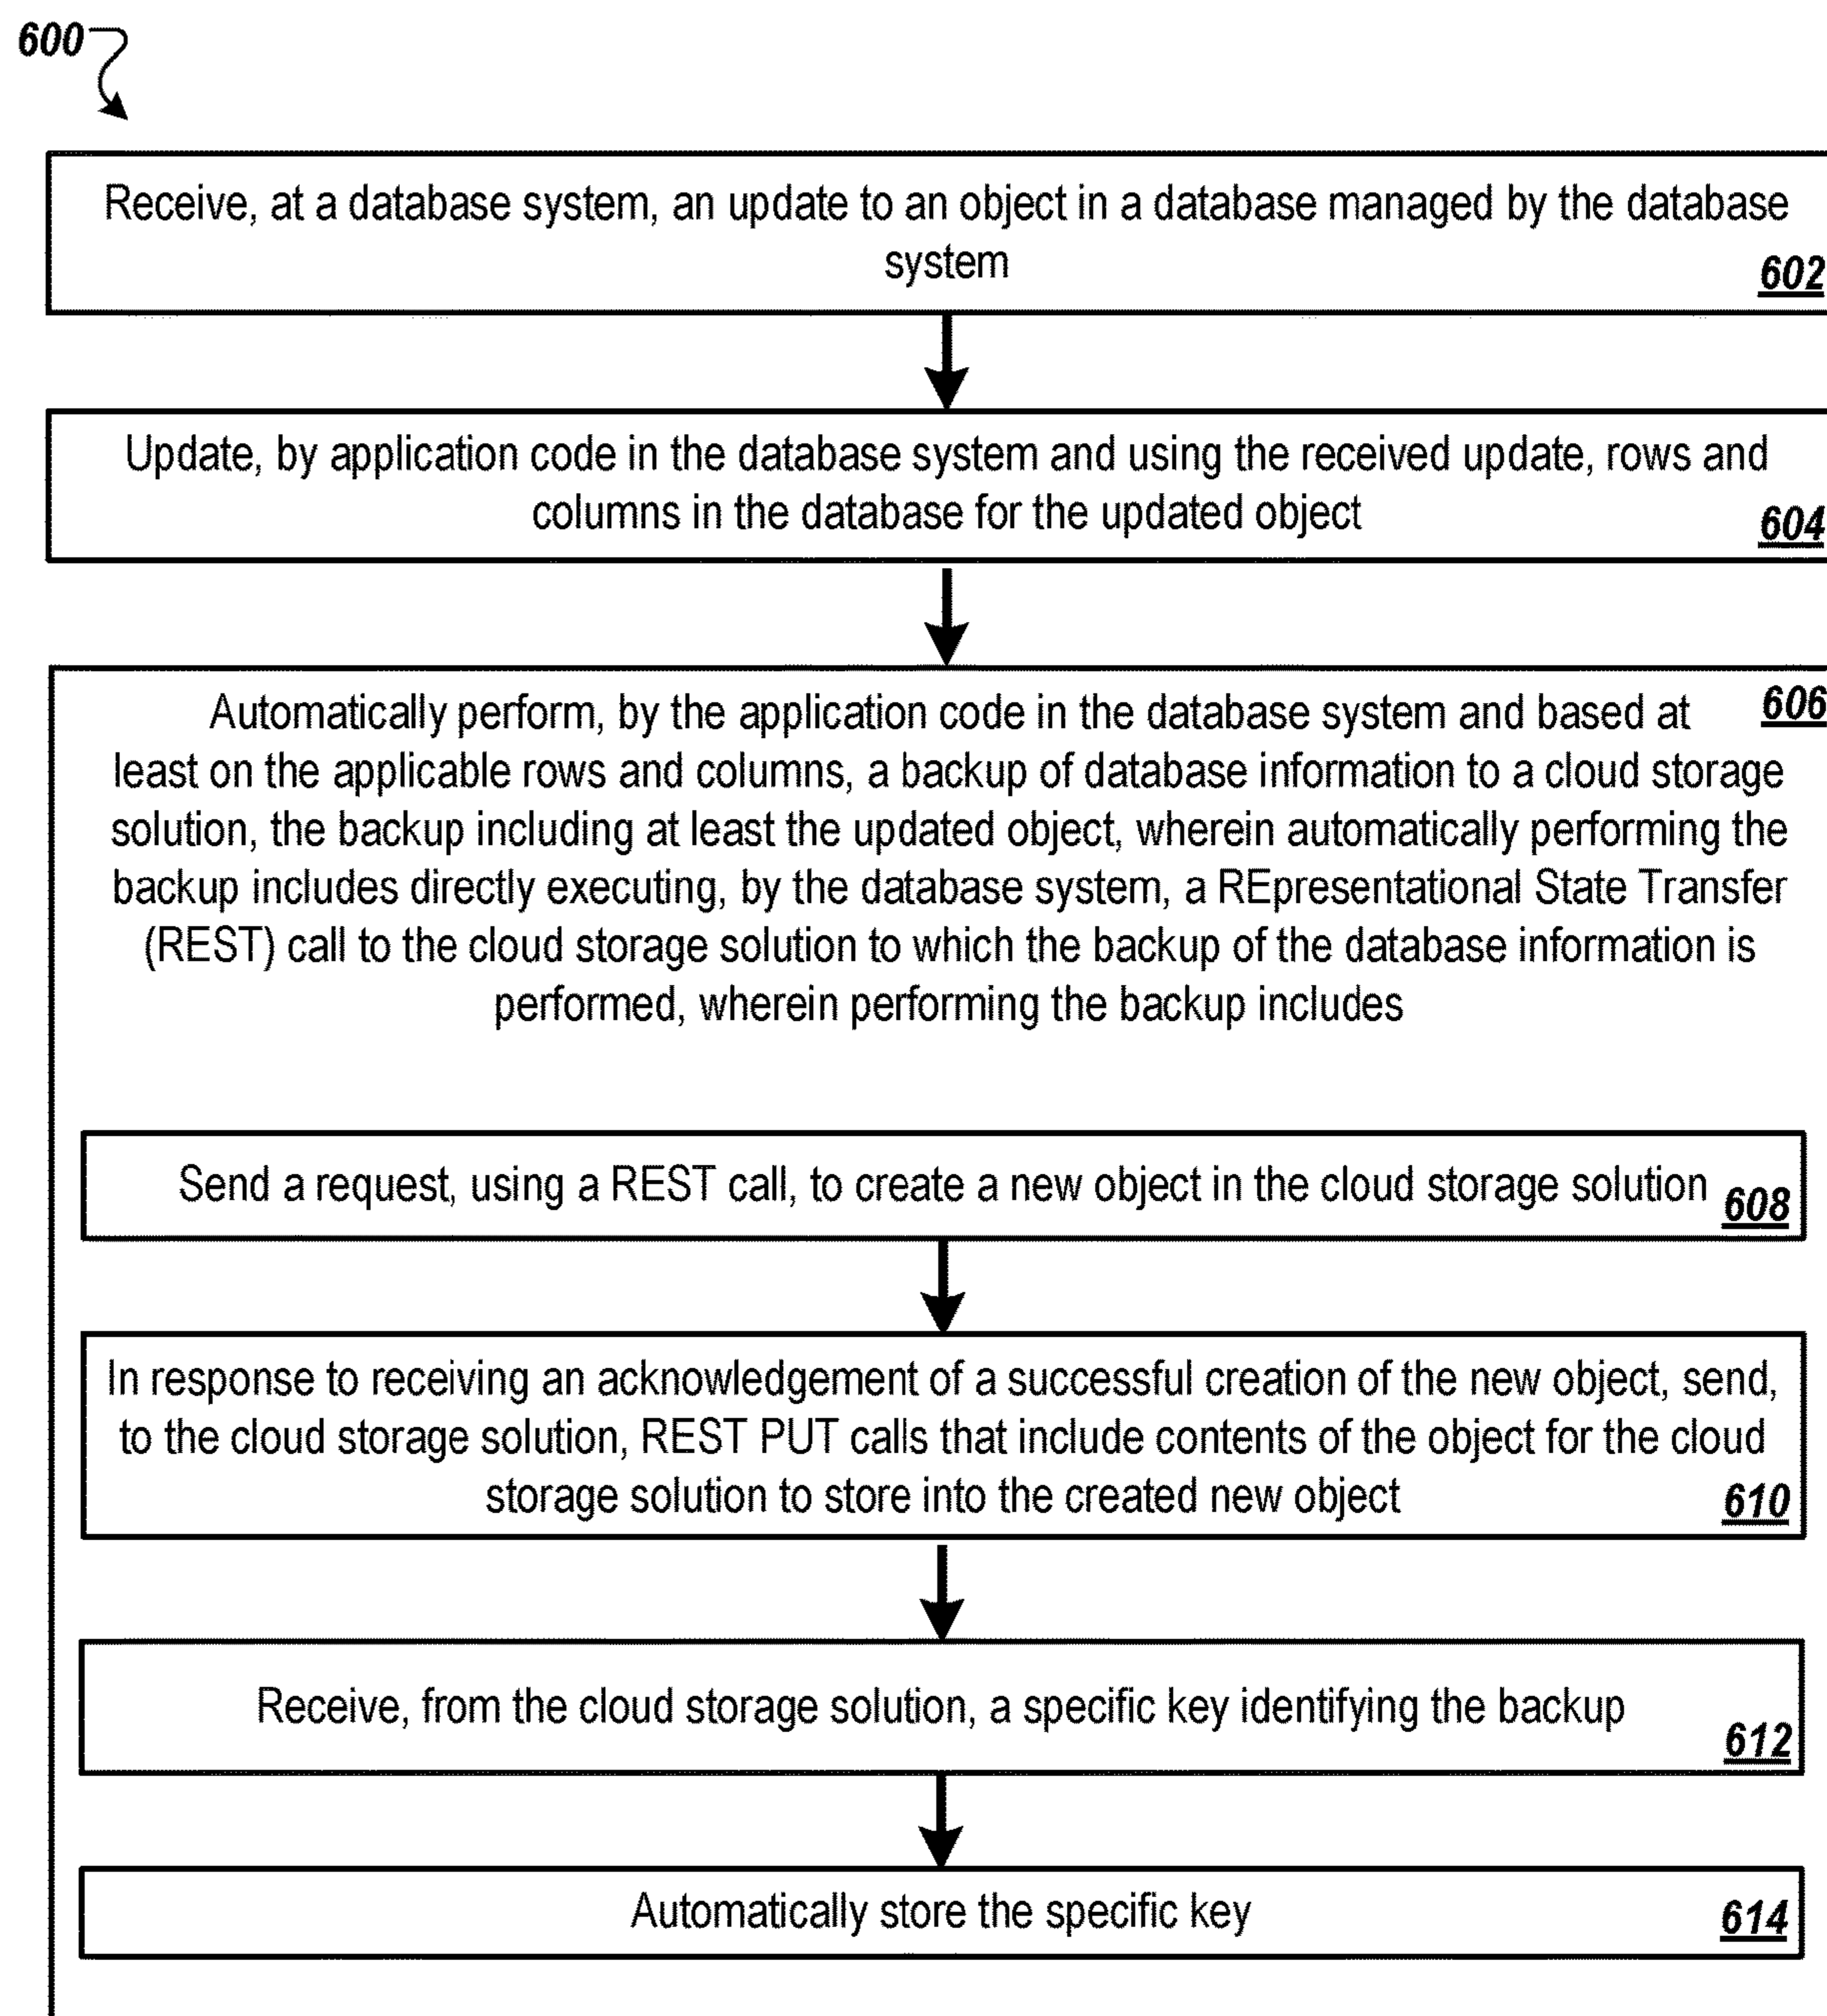 600
Receive, at a database system, an update to an object in a database managed by the database
system
602
Update, by application code in the database system and using the received update, rows and
columns in the database for the updated object
604
606
Automatically perform, by the application code in the database system and based at
least on the applicable rows and columns, a backup of database information to a cloud storage
solution, the backup including at least the updated object, wherein automatically performing the
backup includes directly executing, by the database system, a REpresentational State Transfer
(REST) call to the cloud storage solution to which the backup of the database information is
performed, wherein performing the backup includes
Send a request, using a REST call, to create a new object in the cloud storage solution
608
In response to receiving an acknowledgement of a successful creation of the new object, send,
to the cloud storage solution, REST PUT calls that include contents of the object for the cloud
storage solution to store into the created new object
610
Receive, from the cloud storage solution, a specific key identifying the backup
612
Automatically store the specific key
614